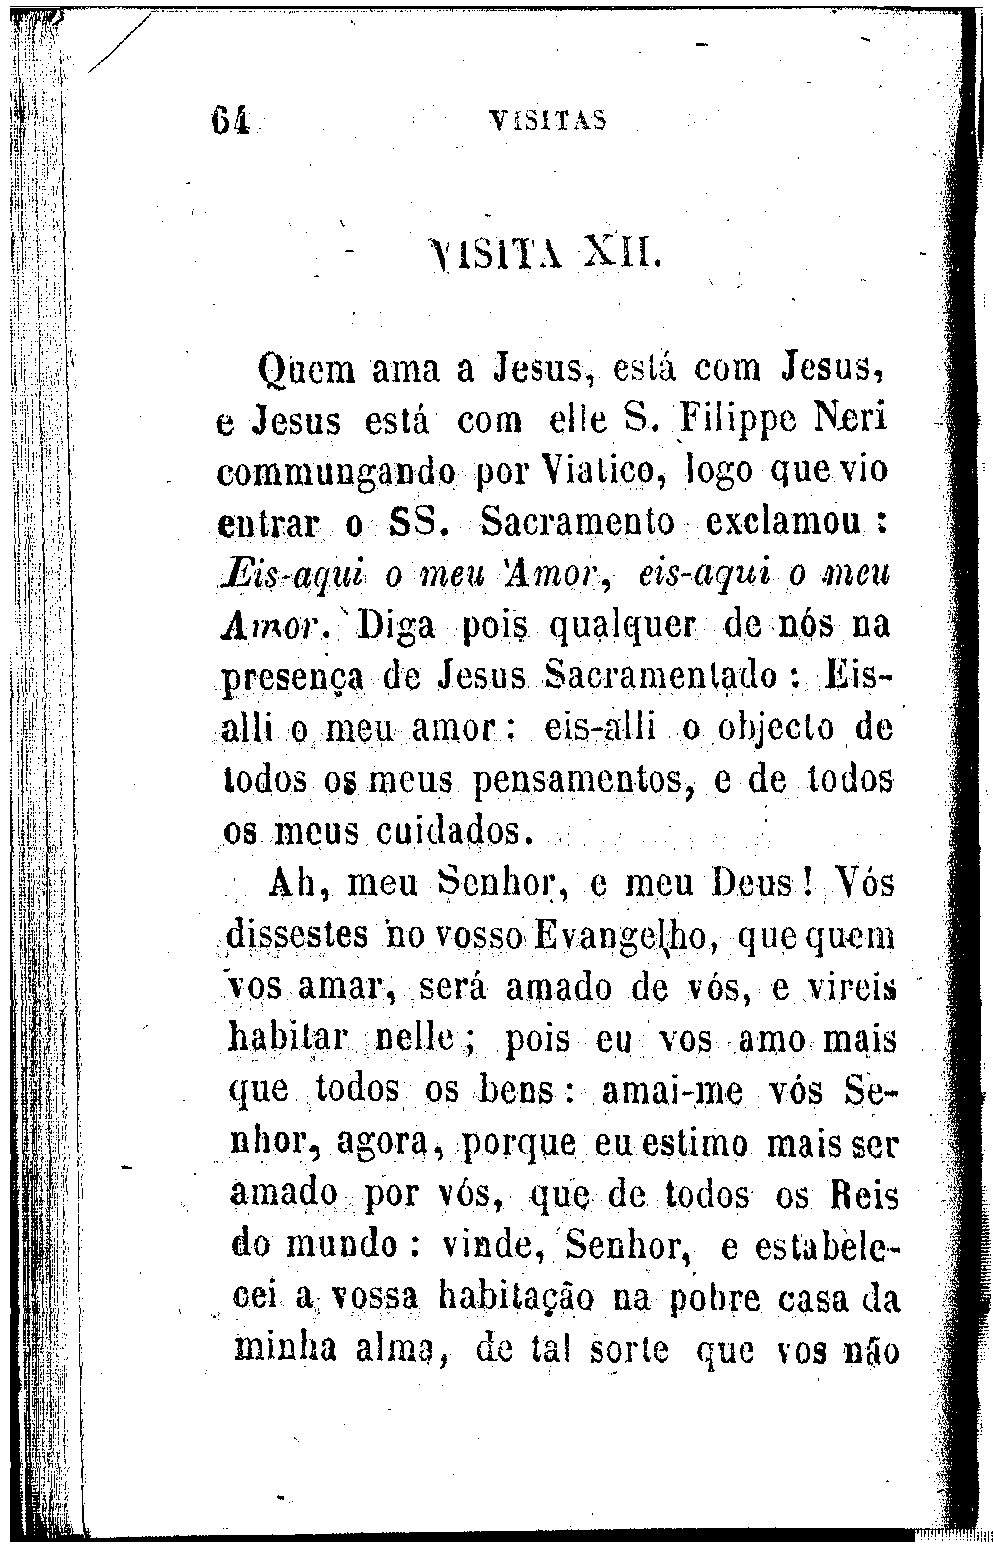 64 VISITAS
VISITA XII.
Quem ama a Jesus, está com Jesus,
e Jesus está com elle S. Filippe Neri
commungando por Viatico, logo que vio
entrar o SS. Sacramento exclamou :
Eis-aqui o meu Amor, eis-aqui o meu
Amor. Diga pois qualquer de nós na
presença de Jesus Sacramentado : Eis-
alli o meu amor : eis-alli o objecto de
todos os meus pensamentos, e de todos
os meus cuidados.
Ah, meu Senhor, e meu Deus ! Vós
dissestes no vosso Evangelho, que quem
vos amar, será amado de vós, e vireis
habitar nelle ; pois eu vos amo mais
que todos os bens : amai-me vós Se-
nhor, agora, porque eu estimo mais ser
amado por vós, que de todos os Reis
do mundo : vinde, Senhor, e estabele-
cei a vossa habitação na pobre casa da
minha alma, de tal sorte que vos não